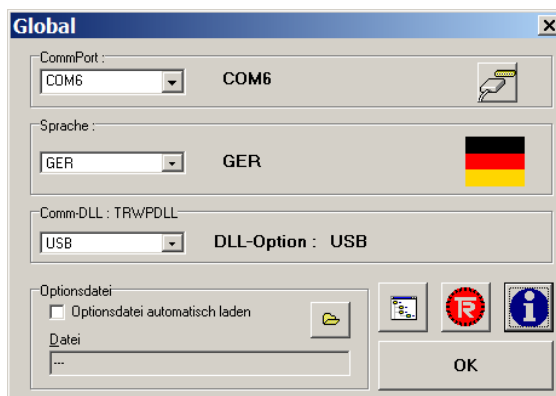 Global
CommPort :
COM6
COM6
Sprache :
GER
GER
Comm-DLL : TRWPDLL
USB
DLL-Option : USB
Optionsdatei
Optionsdatei automatisch laden
Datei
---
TR
i
OK